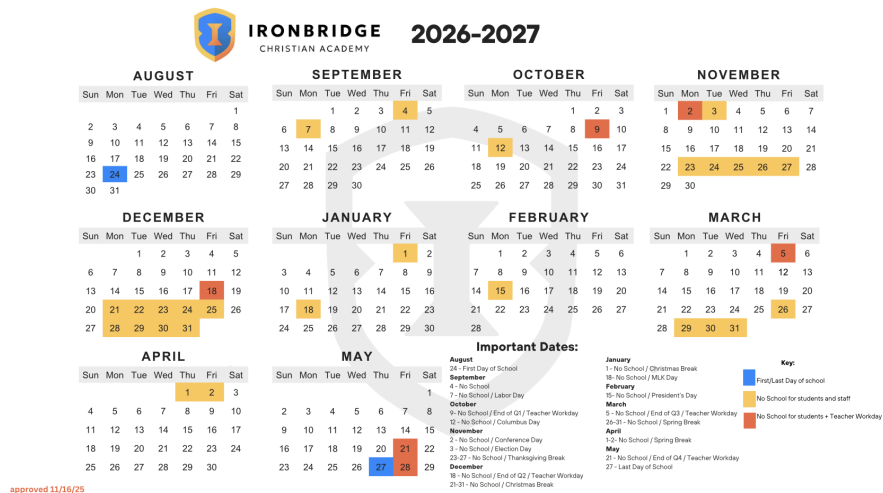 IRONBRIDGE
CHRISTIAN ACADEMY
2026-2027
AUGUST
Sun Mon Tue Wed Thu Fri Sat
1
2 3 4 5 6 7 8
9 10 11 12 13 14 15
16 17 18 19 20 21 22
23 24 25 26 27 28 29
30 31
SEPTEMBER
Sun Mon Tue Wed Thu Fri Sat
1 2 3 4 5
6 7 8 9 10 11 12
13 14 15 16 17 18 19
20 21 22 23 24 25 26
27 28 29 30
OCTOBER
Sun Mon Tue Wed Thu Fri Sat
1 2 3
4 5 6 7 8 9 10
11 12 13 14 15 16 17
18 19 20 21 22 23 24
25 26 27 28 29 30 31
NOVEMBER
Sun Mon Tue Wed Thu Fri Sat
1 2 3 4 5 6 7
8 9 10 11 12 13 14
15 16 17 18 19 20 21
22 23 24 25 26 27 28
29 30
DECEMBER
Sun Mon Tue Wed Thu Fri Sat
1 2 3 4 5
6 7 8 9 10 11 12
13 14 15 16 17 18 19
20 21 22 23 24 25 26
27 28 29 30 31
JANUARY
Sun Mon Tue Wed Thu Fri Sat
1 2
3 4 5 6 7 8 9
10 11 12 13 14 15 16
17 18 19 20 21 22 23
24 25 26 27 28 29 30
FEBRUARY
Sun Mon Tue Wed Thu Fri Sat
1 2 3 4 5 6
7 8 9 10 11 12 13
14 15 16 17 18 19 20
21 22 23 24 25 26 27
28
MARCH
Sun Mon Tue Wed Thu Fri Sat
1 2 3 4 5 6
7 8 9 10 11 12 13
14 15 16 17 18 19 20
21 22 23 24 25 26 27
28 29 30 31
APRIL
Sun Mon Tue Wed Thu Fri Sat
1 2 3
4 5 6 7 8 9 10
11 12 13 14 15 16 17
18 19 20 21 22 23 24
25 26 27 28 29 30
MAY
Sun Mon Tue Wed Thu Fri Sat
1
2 3 4 5 6 7 8
9 10 11 12 13 14 15
16 17 18 19 20 21 22
23 24 25 26 27 28 29
Important Dates:
August
24 - First Day of School
September
4 - No School
7 - No School / Labor Day
October
9- No School / End of Q1 / Teacher Workday
12 - No School / Columbus Day
November
2 - No School / Conference Day
3 - No School / Election Day
23-27 - No School / Thanksgiving Break
December
18 - No School / End of Q2 / Teacher Workday
21-31 - No School / Christmas Break
January
1 - No School / Christmas Break
18- No School / MLK Day
February
15- No School / President's Day
March
5 - No School / End of Q3 / Teacher Workday
26-31 - No School / Spring Break
April
1-2- No School / Spring Break
May
21 - No School / End of Q4 / Teacher Workday
27 - Last Day of School
Key:
First/Last Day of school
No School for students and staff
No School for students + Teacher Workday
approved 11/16/25